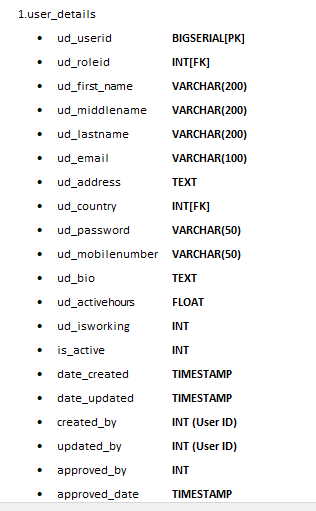 1.user_details
• ud_userid BIGSERIAL[PK]
• ud_roleid INT[FK]
• ud_first_name VARCHAR(200)
• ud_middlename VARCHAR(200)
• ud_lastname VARCHAR(200)
• ud_email VARCHAR(100)
• ud_address TEXT
• ud_country INT[FK]
• ud_password VARCHAR(50)
• ud_mobilenumber VARCHAR(50)
• ud_bio TEXT
• ud_activehours FLOAT
• ud_isworking INT
• is_active INT
• date_created TIMESTAMP
• date_updated TIMESTAMP
• created_by INT (User ID)
• updated_by INT (User ID)
• approved_by INT
• approved_date TIMESTAMP